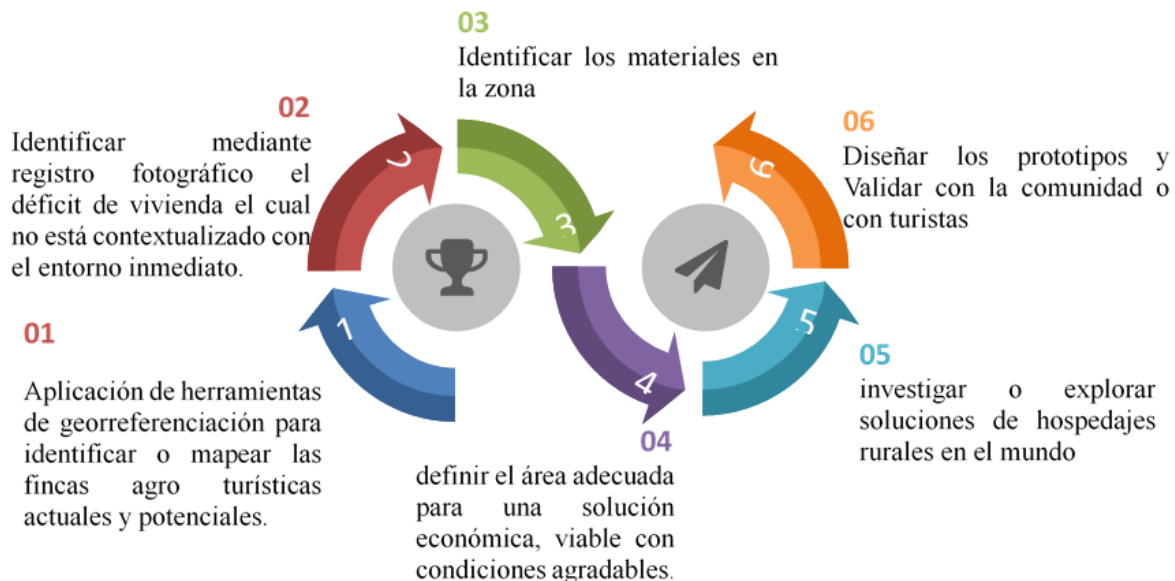 01
Aplicación de herramientas
de georreferenciación para
identificar o mapear las
fincas agro turísticas
actuales y potenciales.
02
Identificar mediante
registro fotográfico el
déficit de vivienda el cual
no está contextualizado con
el entorno inmediato.
03
Identificar los materiales en
la zona
04
definir el área adecuada
para una solución
económica, viable con
condiciones agradables.
05
investigar o explorar
soluciones de hospedajes
rurales en el mundo
06
Diseñar los prototipos y
Validar con la comunidad o
con turistas
1
2
3
4
5
6